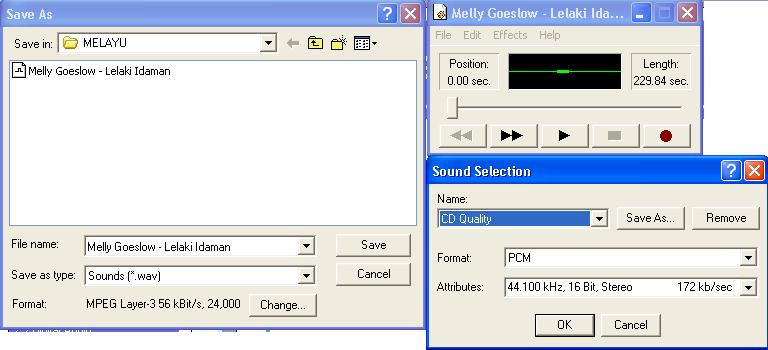 Save As
Save in: MELAYU
Melly Goeslow - Lelaki Idaman
File name: Melly Goeslow - Lelaki Idaman Save
Save as type: Sounds (*.wav) Cancel
Format: MPEG Layer-3 56 kBit/s, 24,000 Change...
Melly Goeslow - Lelaki Ida...
File Edit Effects Help
Position: Length:
0.00 sec. 229.84 sec.
Sound Selection
Name:
CD Quality Save As... Remove
Format: PCM
Attributes: 44.100 kHz, 16 Bit, Stereo 172 kb/sec
OK Cancel